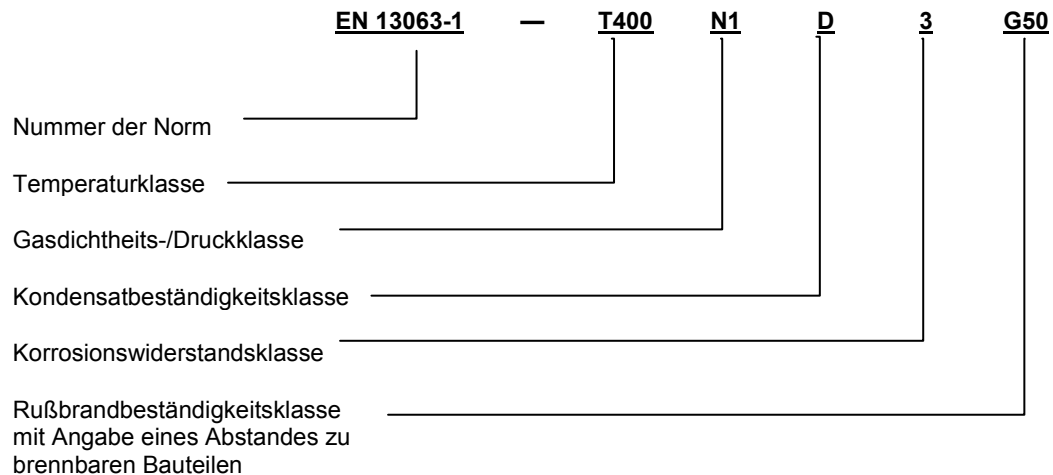 EN 13063-1 — T400 N1 D 3 G50
Nummer der Norm
Temperaturklasse
Gasdichtheits-/Druckklasse
Kondensatbeständigkeitsklasse
Korrosionswiderstandsklasse
Rußbrandbeständigkeitsklasse
mit Angabe eines Abstandes zu
brennbaren Bauteilen